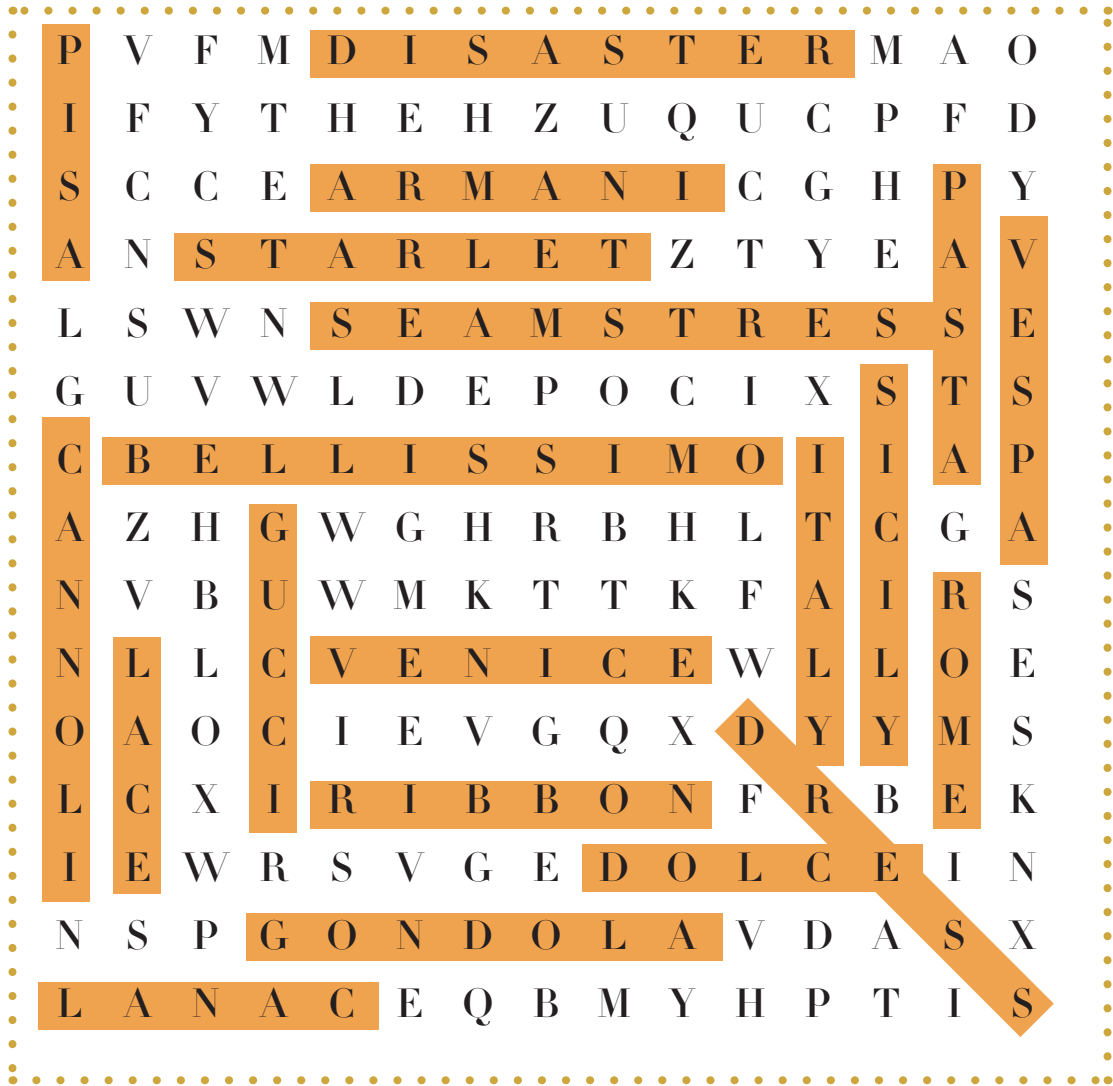 P V F M D I S A S T E R M A O
I F Y T H E H Z U Q U C P F D
S C C E A R M A N I C G H P Y
A N S T A R L E T Z T Y E A V
L S W N S E A M S T R E S S E
G U V W L D E P O C I X S T S
C B E L L I S S I M O I I A P
A Z H G W G H R B H L T C G A
N V B U W M K T T K F A I R S
N L L C V E N I C E W L L O E
O A O C I E V G Q X D Y Y M S
L C X I R I B B O N F R B E K
I E W R S V G E D O L C E I N
N S P G O N D O L A V D A S X
L A N A C E Q B M Y H P T I S